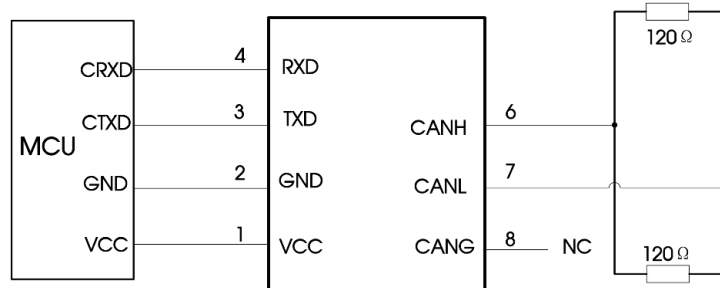 120Ω
CRXD 4 RXD
CTXD 3 TXD CANH 6
MCU
GND 2 GND CANL 7
VCC 1 VCC CANG 8 NC
120Ω